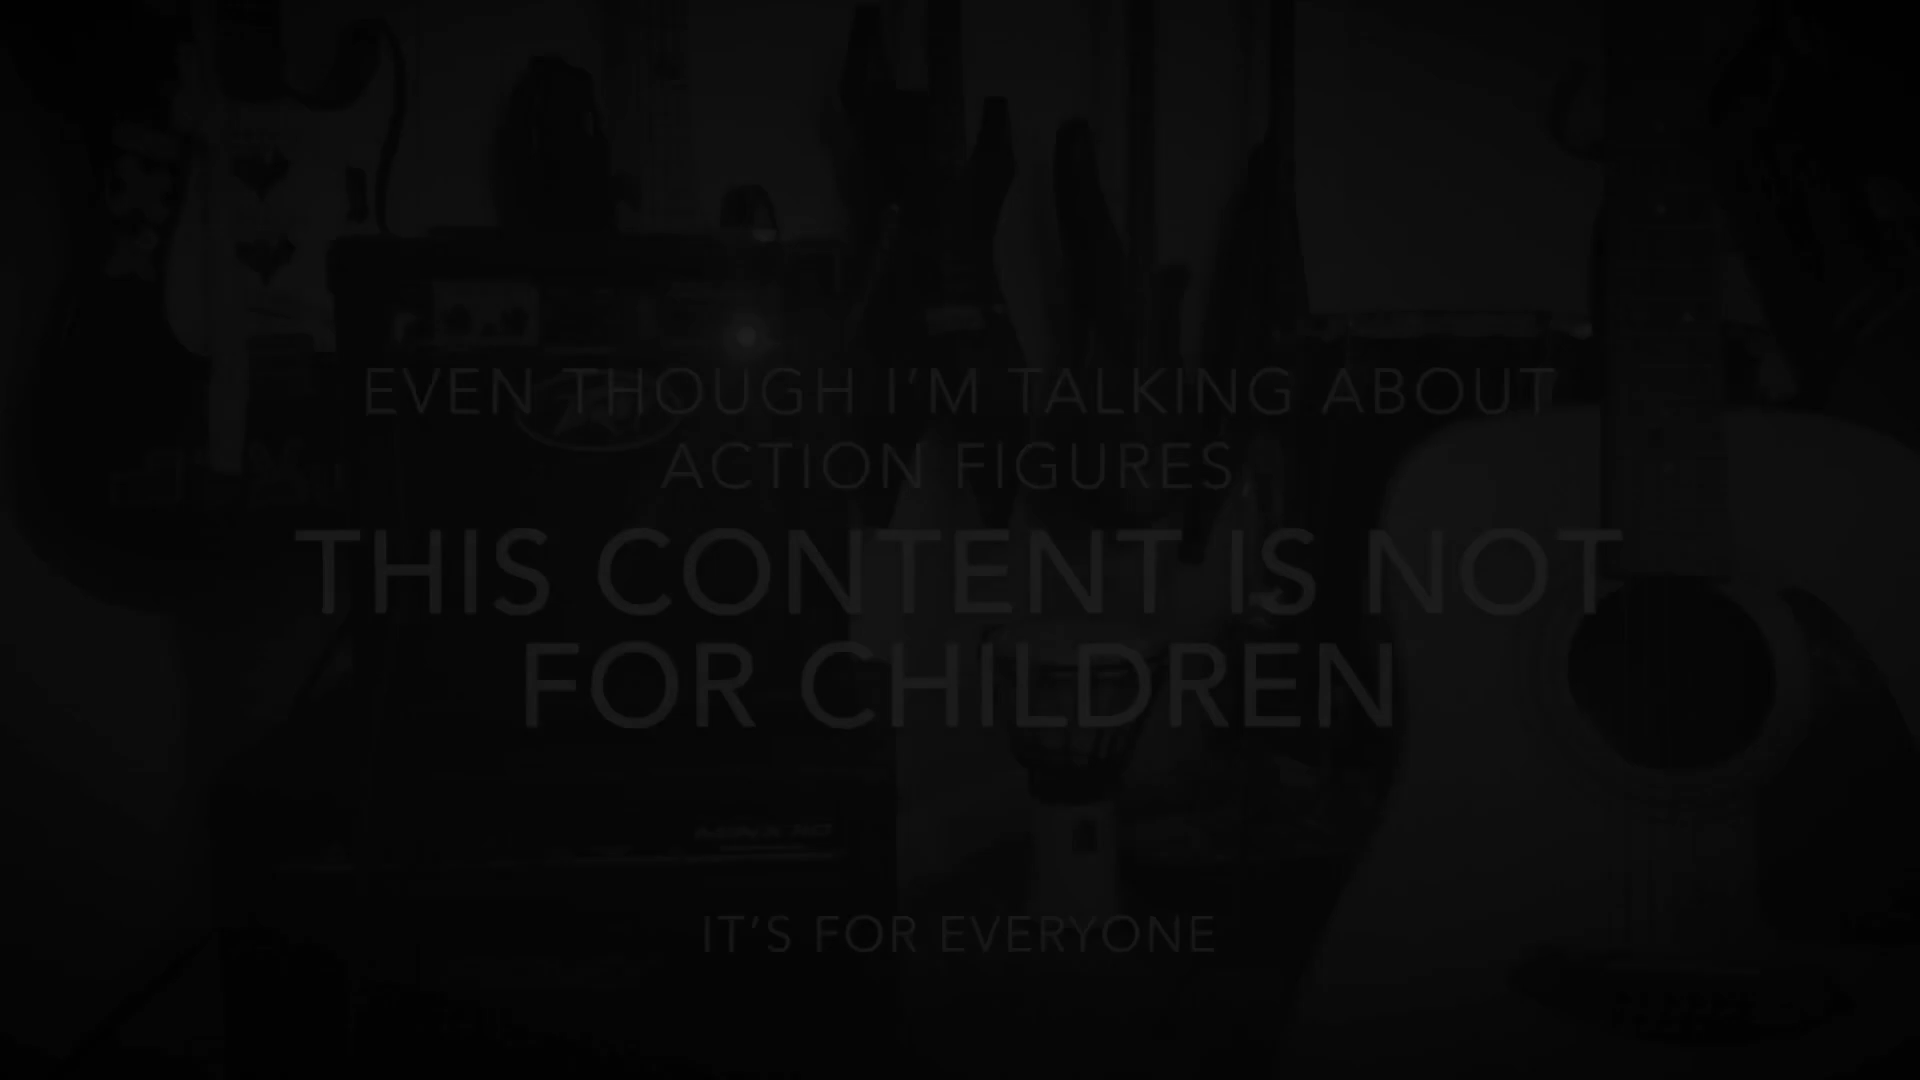 EVEN THOUGH I’M TALKING ABOUT
ACTION FIGURES
THIS CONTENT IS NOT
FOR CHILDREN
IT’S FOR EVERYONE